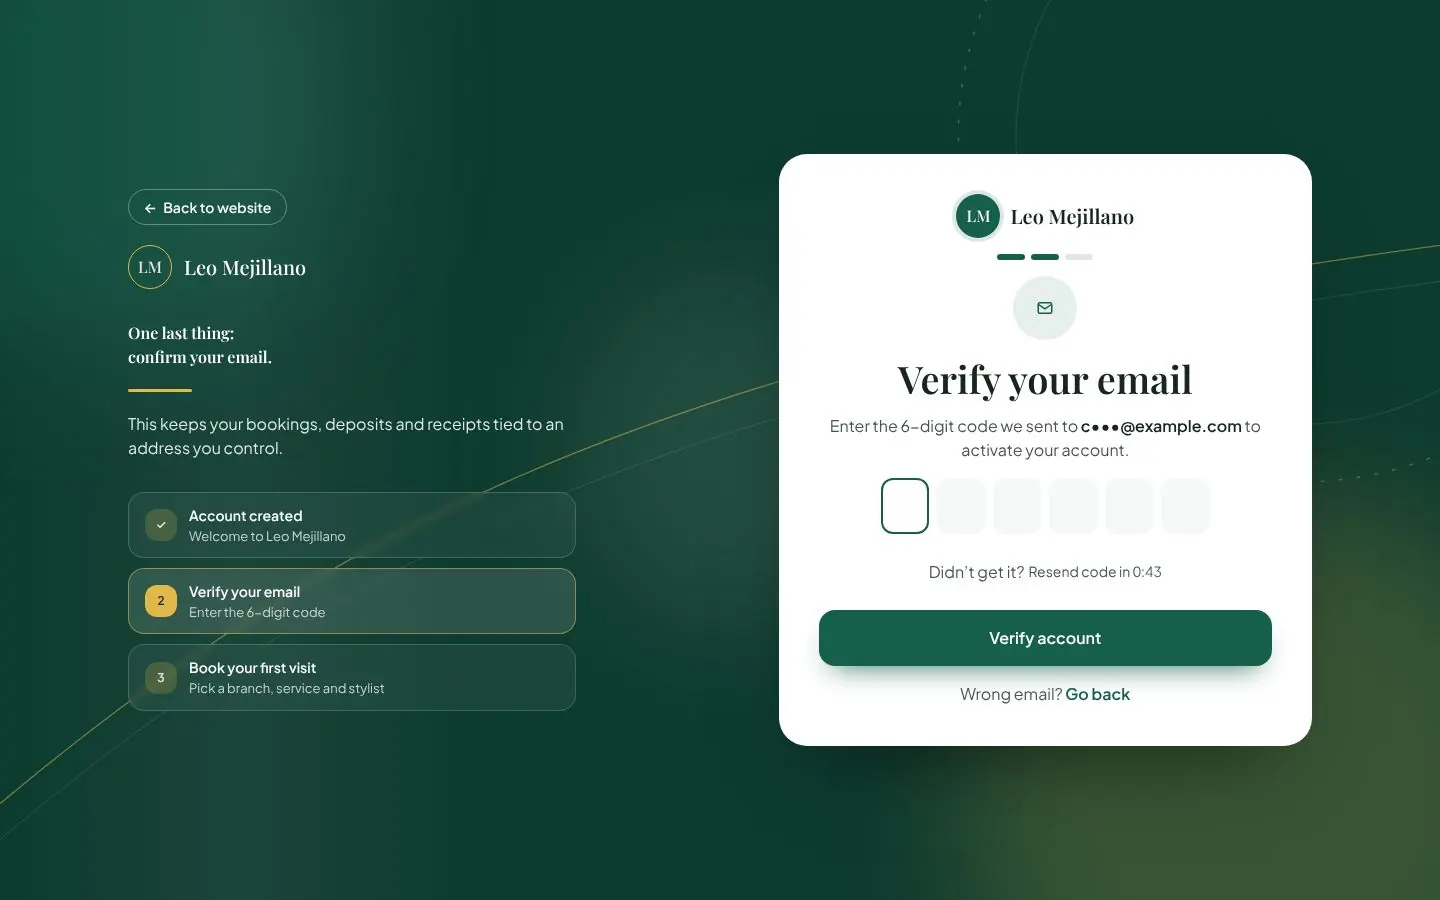 ← Back to website
LM Leo Mejillano
One last thing:
confirm your email.
This keeps your bookings, deposits and receipts tied to an
address you control.
Account created
Welcome to Leo Mejillano
2
Verify your email
Enter the 6-digit code
3
Book your first visit
Pick a branch, service and stylist
LM Leo Mejillano
Verify your email
Enter the 6-digit code we sent to c•••@example.com to
activate your account.
Didn't get it? Resend code in 0:43
Verify account
Wrong email? Go back